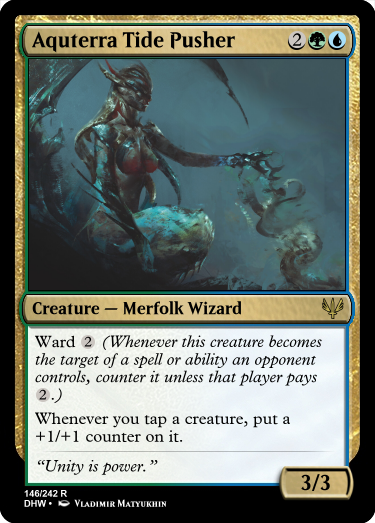 Aquterra Tide Pusher 2
Creature — Merfolk Wizard
Ward 2 (Whenever this creature becomes
the target of a spell or ability an opponent
controls, counter it unless that player pays
2.)
Whenever you tap a creature, put a
+1/+1 counter on it.
“Unity is power.”
3/3
146/242 R
DHW • Vladimir Matyukhin